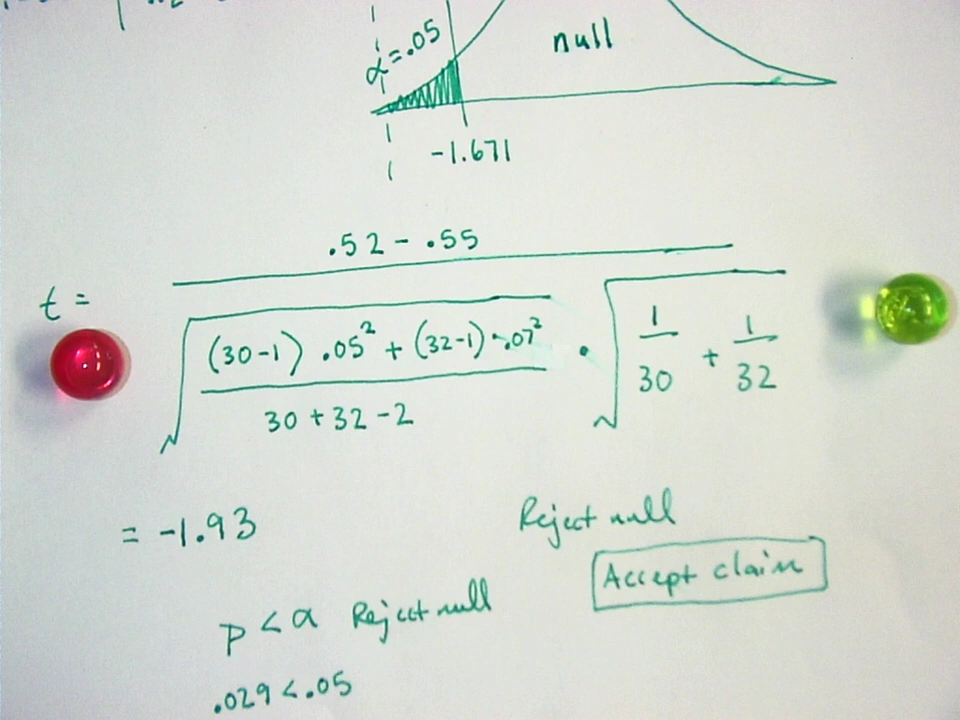 α=.05
null
-1.671
.52 - .55
t =
(30-1) .05² + (32-1) · .07²
30 + 32 - 2
·
1
30
+
1
32
= -1.93
Reject null
Accept claim
p < α Reject null
.029 < .05